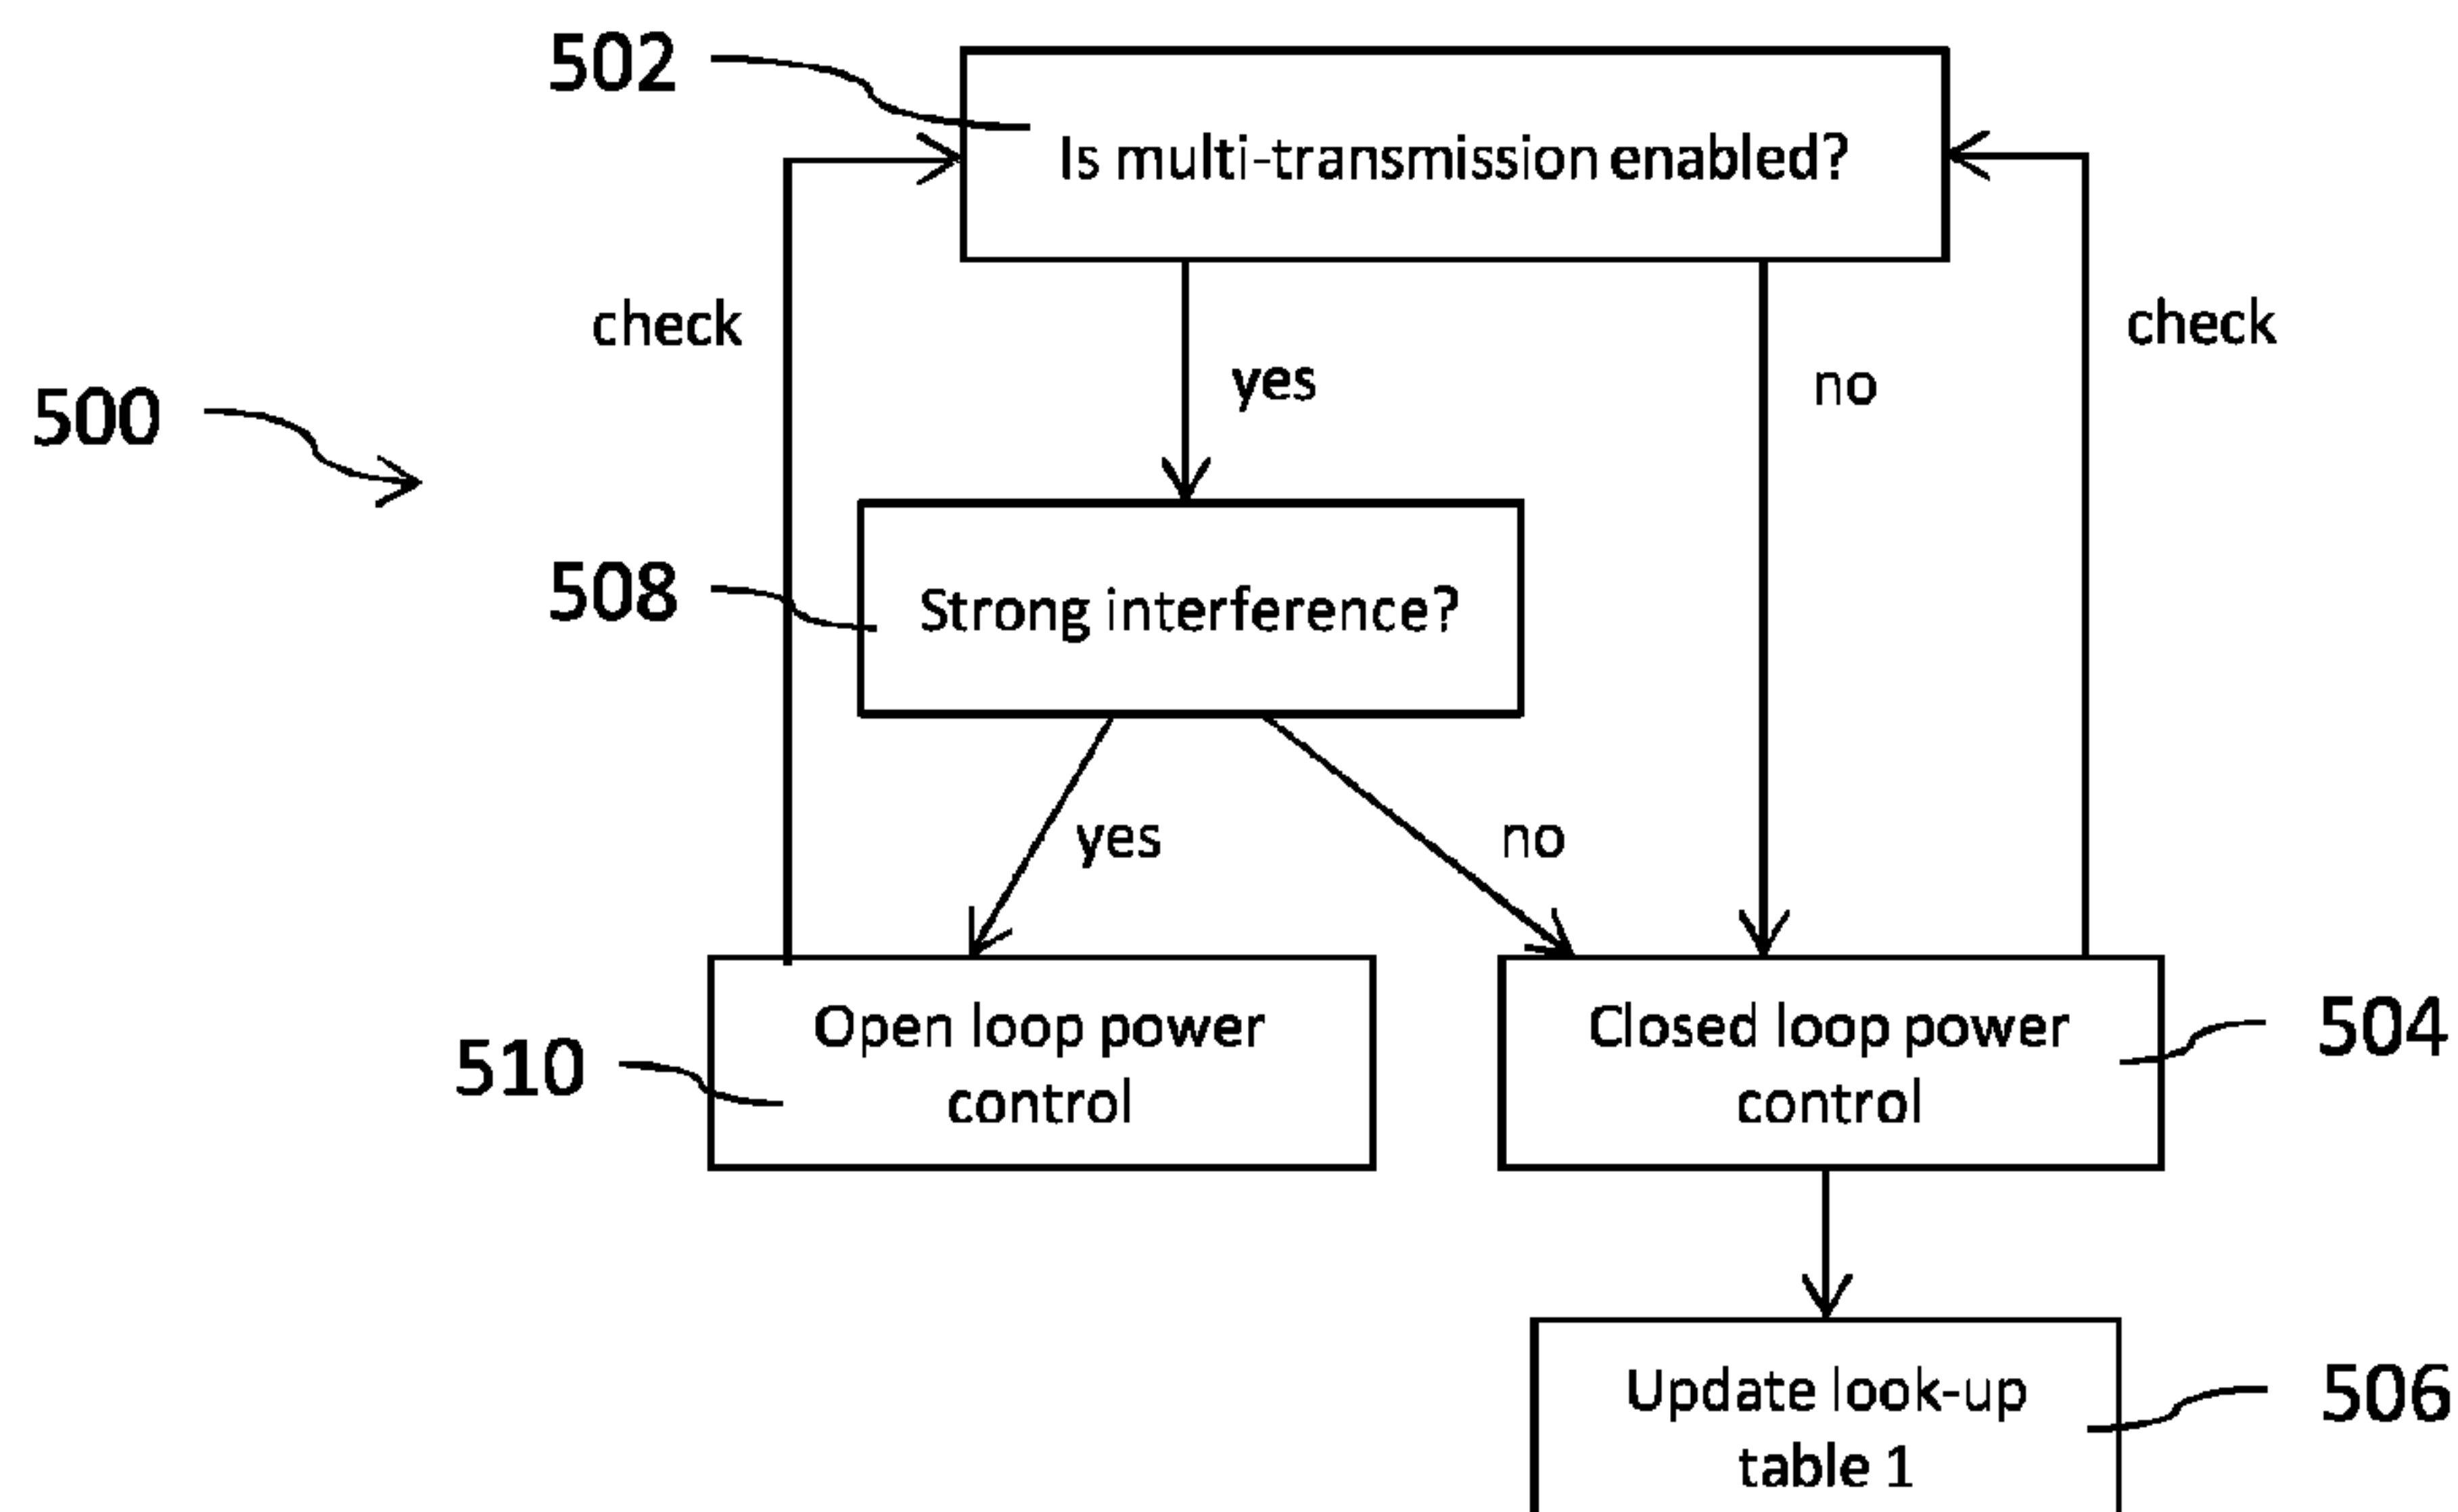 502
Is multi-transmission enabled?
check
check
yes
no
500
508
Strong interference?
yes
no
Open loop power
control
510
Closed loop power
control
504
Update look-up
table 1
506